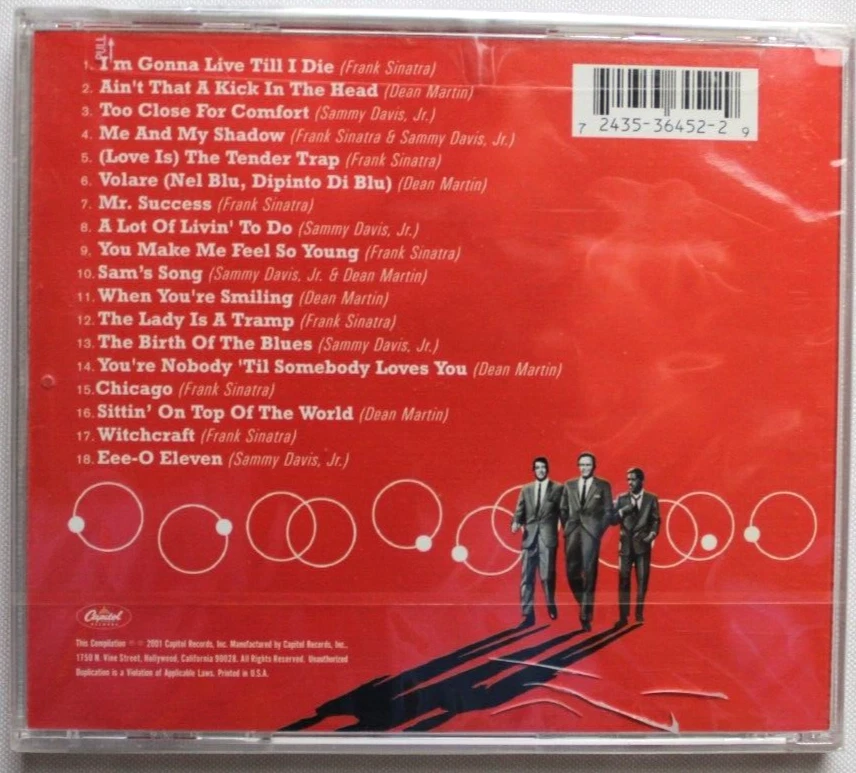 PULL
1. I'm Gonna Live Till I Die (Frank Sinatra)
2. Ain't That A Kick In The Head (Dean Martin)
3. Too Close For Comfort (Sammy Davis, Jr.)
4. Me And My Shadow (Frank Sinatra & Sammy Davis, Jr.)
5. (Love Is) The Tender Trap (Frank Sinatra)
6. Volare (Nel Blu, Dipinto Di Blu) (Dean Martin)
7. Mr. Success (Frank Sinatra)
8. A Lot Of Livin' To Do (Sammy Davis, Jr.)
9. You Make Me Feel So Young (Frank Sinatra)
10. Sam's Song (Sammy Davis, Jr. & Dean Martin)
11. When You're Smiling (Dean Martin)
12. The Lady Is A Tramp (Frank Sinatra)
13. The Birth Of The Blues (Sammy Davis, Jr.)
14. You're Nobody 'Til Somebody Loves You (Dean Martin)
15. Chicago (Frank Sinatra)
16. Sittin' On Top Of The World (Dean Martin)
17. Witchcraft (Frank Sinatra)
18. Eee-O Eleven (Sammy Davis, Jr.)
7 2435-36452-2 9
Capitol
RECORDS
This Compilation ℗ © 2001 Capitol Records, Inc. Manufactured by Capitol Records, Inc.,
1750 N. Vine Street, Hollywood, California 90028. All Rights Reserved. Unauthorized
Duplication is a Violation of Applicable Laws. Printed in U.S.A.